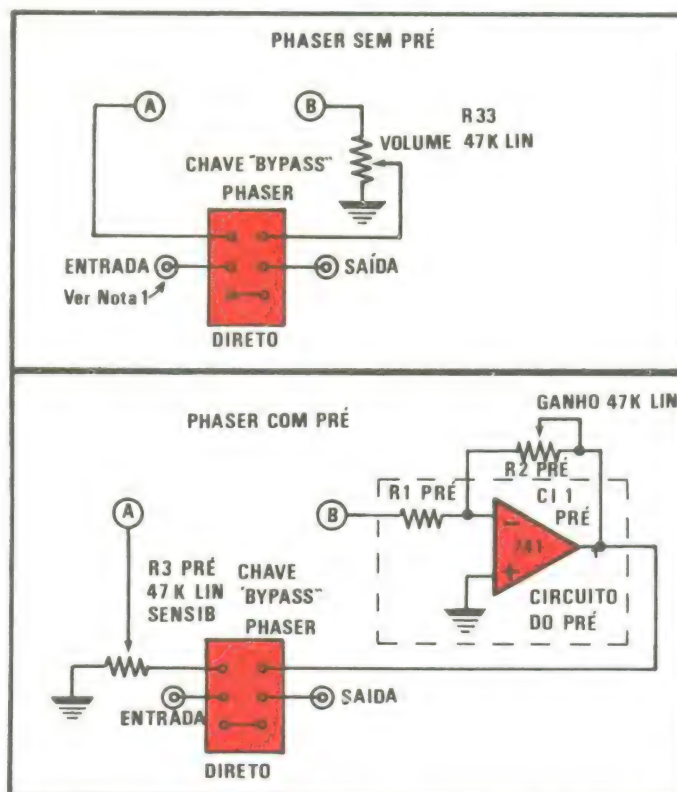 PHASER SEM PRÉ
A
B
R33
VOLUME 47K LIN
CHAVE "BYPASS"
PHASER
ENTRADA
SAÍDA
Ver Nota 1
DIRETO
PHASER COM PRÉ
GANHO 47K LIN
R2 PRÉ
R1 PRÉ
CI 1
PRÉ
A
B
-
741
+
R3 PRÉ
47K LIN
SENSIB
CHAVE
"BYPASS"
PHASER
CIRCUITO
DO PRÉ
ENTRADA
SAIDA
DIRETO